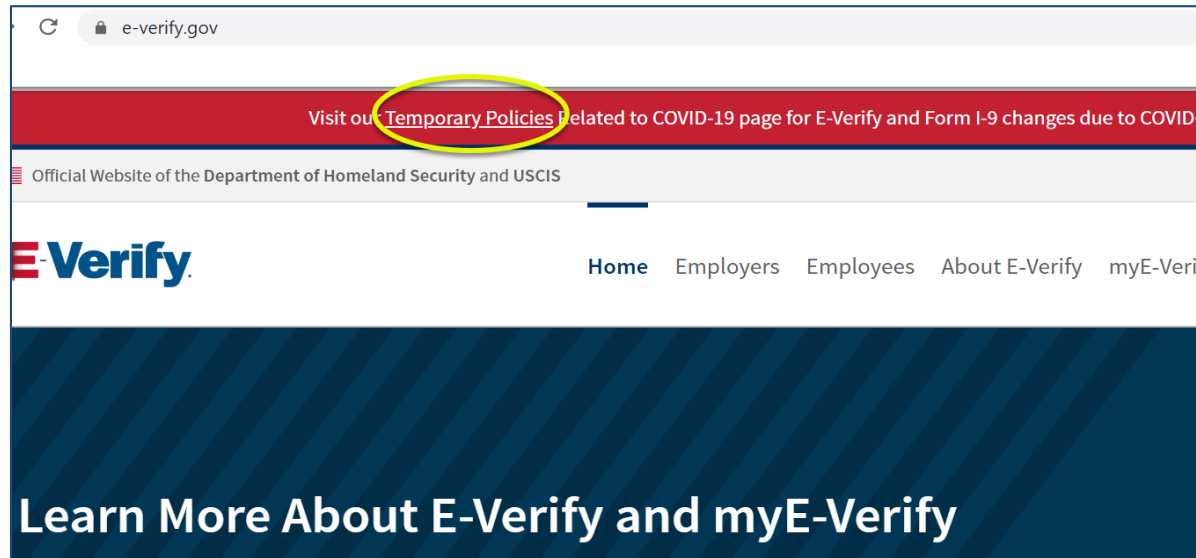 e-verify.gov
Visit our Temporary Policies Related to COVID-19 page for E-Verify and Form I-9 changes due to COVID-
Official Website of the Department of Homeland Security and USCIS
E-Verify.
Home Employers Employees About E-Verify myE-Veri
Learn More About E-Verify and myE-Verify